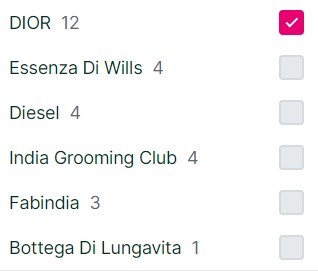 DIOR 12
Essenza Di Wills 4
Diesel 4
India Grooming Club 4
Fabindia 3
Bottega Di Lungavita 1